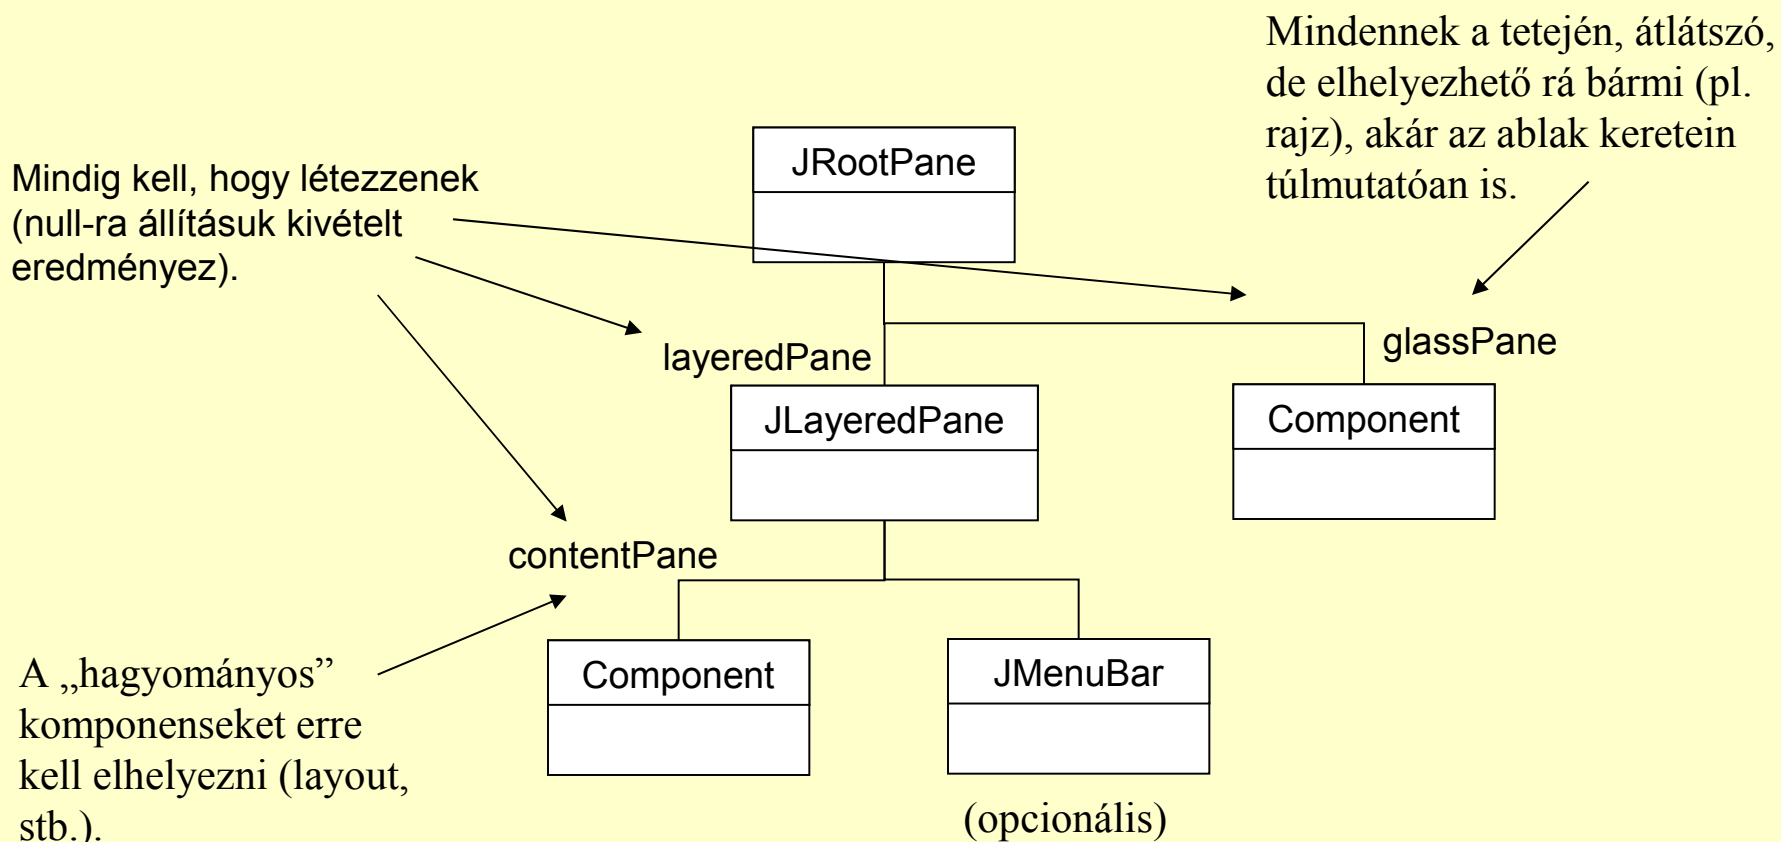 Mindennek a tetején, átlátszó,
de elhelyezhető rá bármi (pl.
rajz), akár az ablak keretein
túlmutatóan is.
Mindig kell, hogy létezzenek
(null-ra állításuk kivételt
eredményez).
JRootPane
layeredPane
glassPane
JLayeredPane
Component
contentPane
Component
JMenuBar
A „hagyományos”
komponenseket erre
kell elhelyezni (layout,
stb.).
(opcionális)